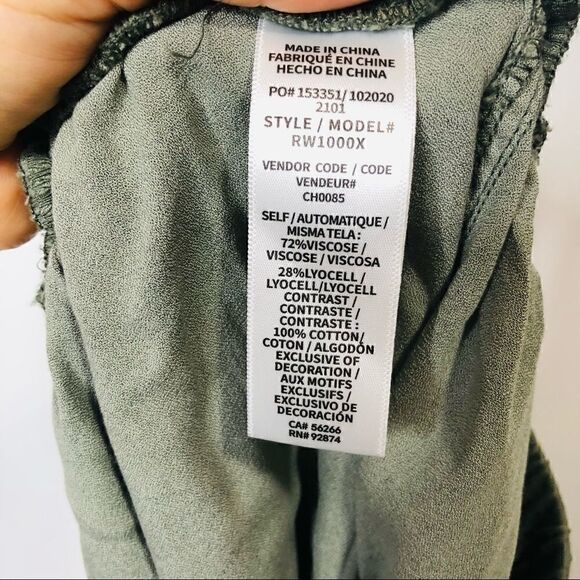 MADE IN CHINA
FABRIQUÉ EN CHINE
HECHO EN CHINA
PO# 153351/ 102020
2101
STYLE / MODEL#
RW1000X
VENDOR CODE / CODE
VENDEUR#
CH0085
SELF / AUTOMATIQUE /
MISMA TELA :
72%VISCOSE /
VISCOSE / VISCOSA
28%LYOCELL /
LYOCELL/LYOCELL
CONTRAST /
CONTRASTE /
CONTRASTE :
100% COTTON/
COTON / ALGODÓN
EXCLUSIVE OF
DECORATION /
AUX MOTIFS
EXCLUSIFS /
EXCLUSIVO DE
DECORACIÓN
CA# 56266
RN# 92874